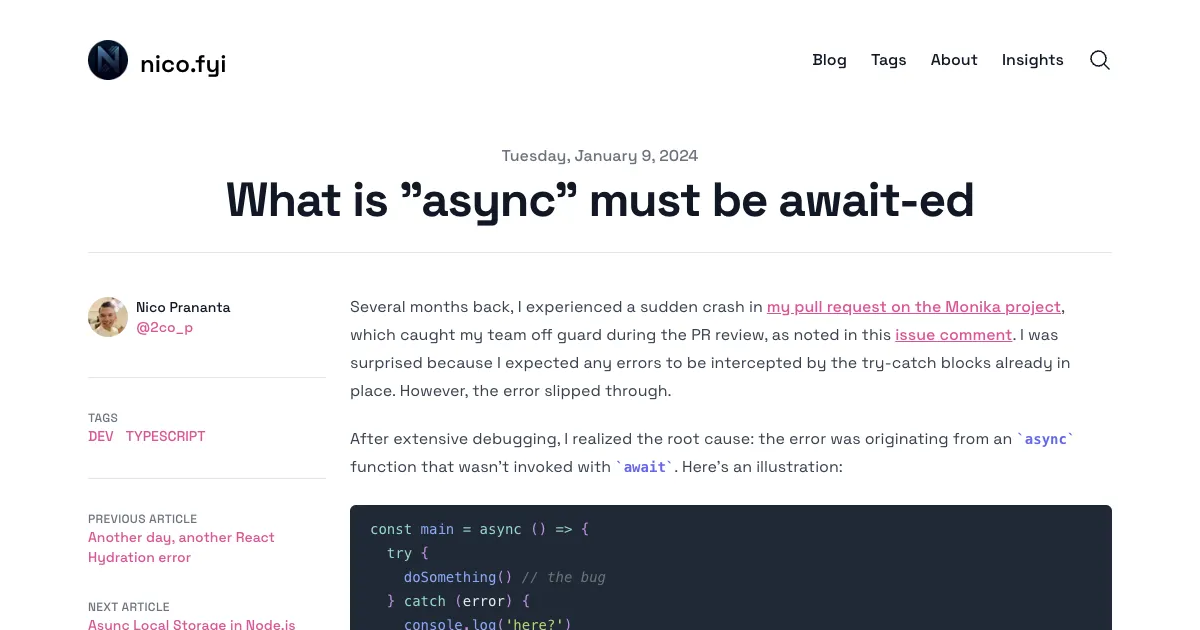 nico.fyi
Blog
Tags
About
Insights
Tuesday, January 9, 2024
What is ”async” must be await-ed
Nico Prananta
@2co_p
TAGS
DEV TYPESCRIPT
PREVIOUS ARTICLE
Another day, another React
Hydration error
NEXT ARTICLE
Async Local Storage in Node.js
Several months back, I experienced a sudden crash in my pull request on the Monika project,
which caught my team off guard during the PR review, as noted in this issue comment. I was
surprised because I expected any errors to be intercepted by the try-catch blocks already in
place. However, the error slipped through.
After extensive debugging, I realized the root cause: the error was originating from an `async`
function that wasn’t invoked with `await`. Here’s an illustration:
const main = async () => {
try {
doSomething() // the bug
} catch (error) {
console.log('here?')